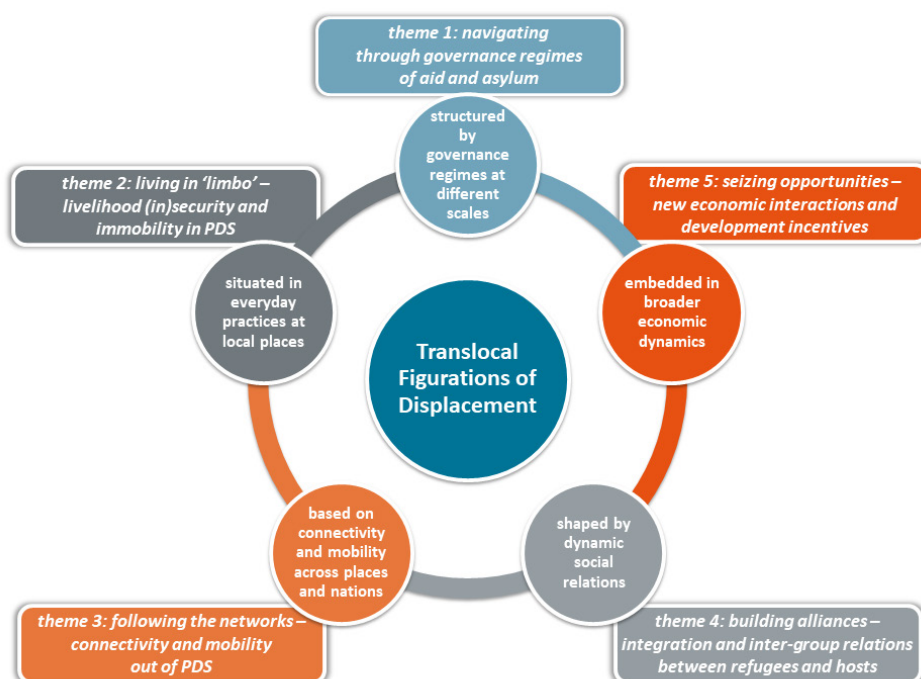 theme 1: navigating
through governance regimes
of aid and asylum
structured
by
governance
regimes at
different
scales
theme 2: living in ‘limbo’ –
livelihood (in)security and
immobility in PDS
theme 5: seizing opportunities –
new economic interactions and
development incentives
situated in
everyday
practices at
local places
embedded in
broader
economic
dynamics
Translocal
Figurations of
Displacement
based on
connectivity
and mobility
across places
and nations
shaped by
dynamic
social
relations
theme 3: following the networks –
connectivity and mobility
out of PDS
theme 4: building alliances –
integration and inter-group relations
between refugees and hosts